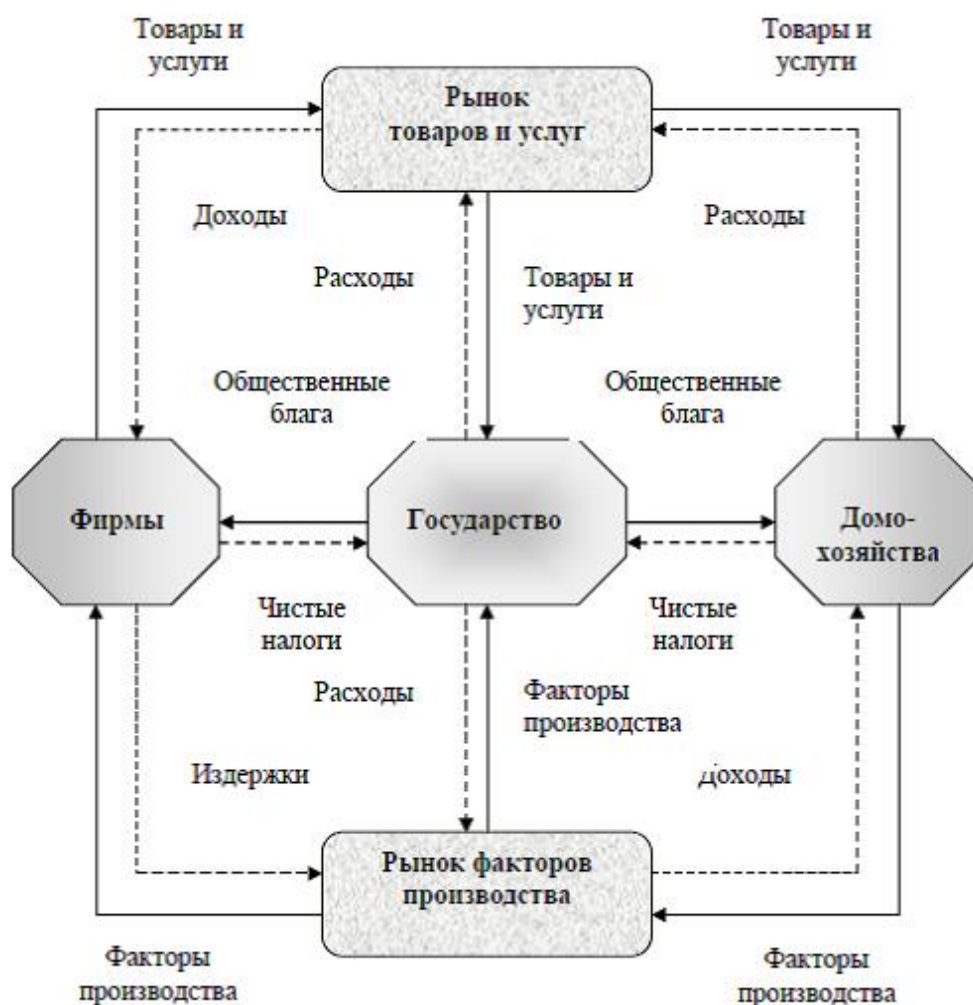 Товары и
услуги
Товары и
услуги
Рынок
товаров и услуг
Доходы
Расходы
Расходы
Товары и
услуги
Общественные
блага
Общественные
блага
Фирмы
Государство
Домо-
хозяйства
Чистые
налоги
Чистые
налоги
Расходы
Факторы
производства
Издержки
Доходы
Рынок факторов
производства
Факторы
производства
Факторы
производства